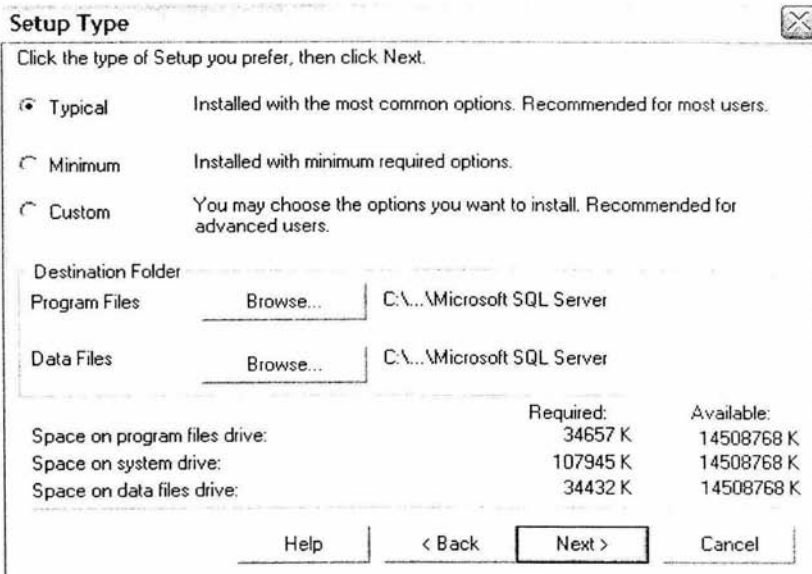 Setup Type
Click the type of Setup you prefer, then click Next.
Typical Installed with the most common options. Recommended for most users.
Minimum Installed with minimum required options.
Custom You may choose the options you want to install. Recommended for
advanced users.
Destination Folder
Program Files Browse... C:\...\Microsoft SQL Server
Data Files Browse... C:\...\Microsoft SQL Server
Required: Available:
Space on program files drive: 34657 K 14508768 K
Space on system drive: 107945 K 14508768 K
Space on data files drive: 34432 K 14508768 K
Help < Back Next > Cancel